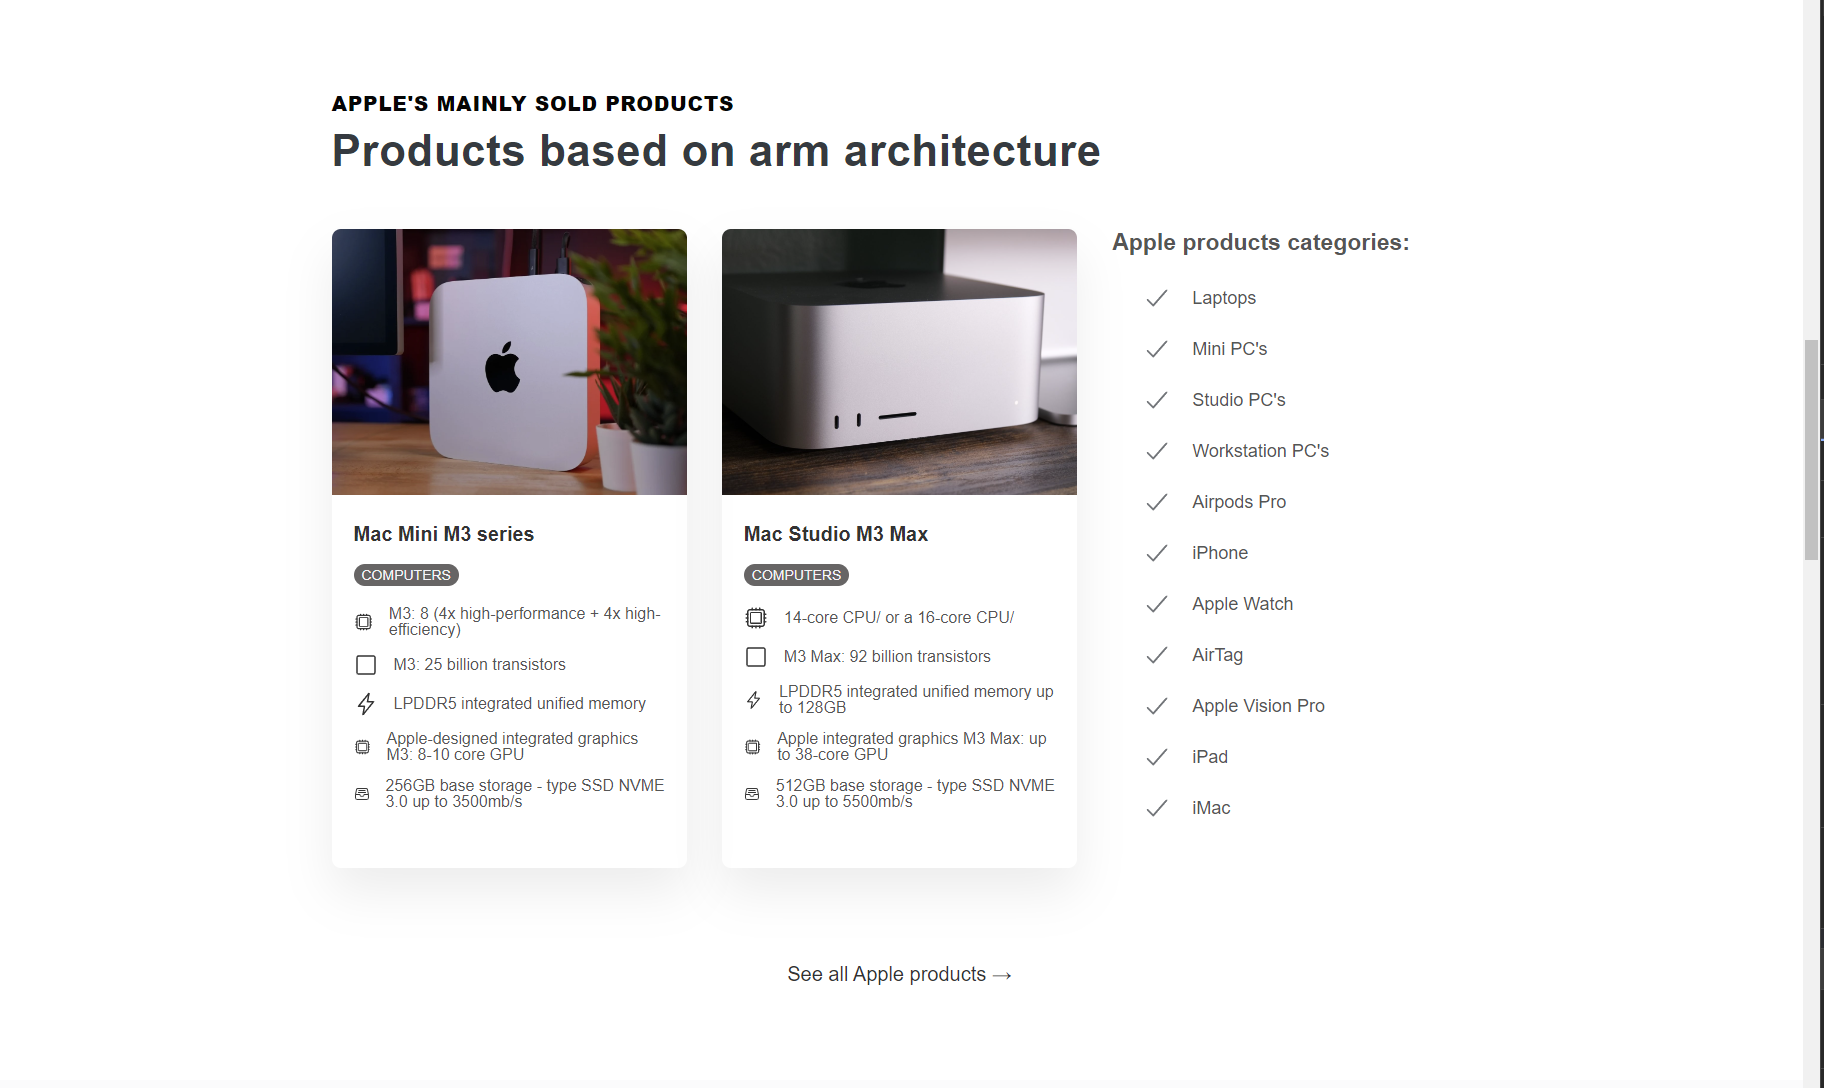 APPLE'S MAINLY SOLD PRODUCTS
Products based on arm architecture
Mac Mini M3 series
COMPUTERS
M3: 8 (4x high-performance + 4x high-
efficiency)
M3: 25 billion transistors
LPDDR5 integrated unified memory
Apple-designed integrated graphics
M3: 8-10 core GPU
256GB base storage - type SSD NVME
3.0 up to 3500mb/s
Mac Studio M3 Max
COMPUTERS
14-core CPU/ or a 16-core CPU/
M3 Max: 92 billion transistors
LPDDR5 integrated unified memory up
to 128GB
Apple integrated graphics M3 Max: up
to 38-core GPU
512GB base storage - type SSD NVME
3.0 up to 5500mb/s
Apple products categories:
Laptops
Mini PC's
Studio PC's
Workstation PC's
Airpods Pro
iPhone
Apple Watch
AirTag
Apple Vision Pro
iPad
iMac
See all Apple products →